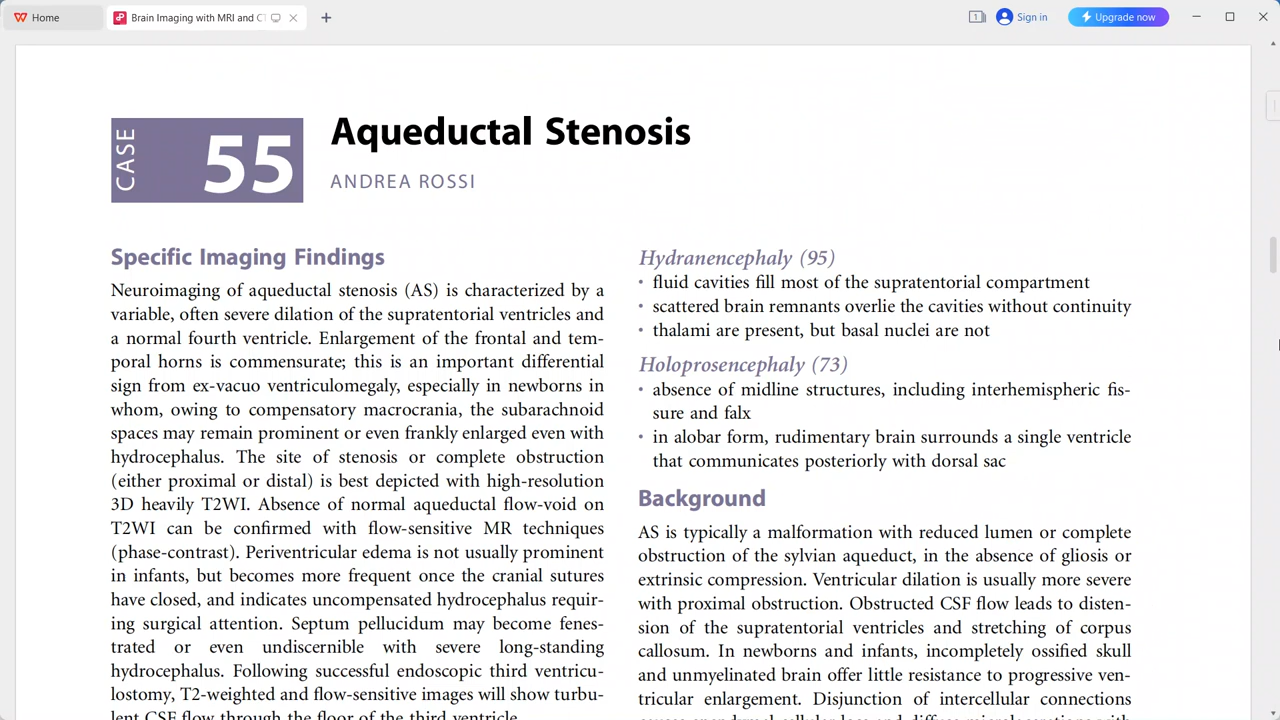 Home
Brain Imaging with MRI and C
Sign in
Upgrade now
CASE 55
Aqueductal Stenosis
ANDREA ROSSI
Specific Imaging Findings
Neuroimaging of aqueductal stenosis (AS) is characterized by a
variable, often severe dilation of the supratentorial ventricles and
a normal fourth ventricle. Enlargement of the frontal and tem-
poral horns is commensurate; this is an important differential
sign from ex-vacuo ventriculomegaly, especially in newborns in
whom, owing to compensatory macrocrania, the subarachnoid
spaces may remain prominent or even frankly enlarged even with
hydrocephalus. The site of stenosis or complete obstruction
(either proximal or distal) is best depicted with high-resolution
3D heavily T2WI. Absence of normal aqueductal flow-void on
T2WI can be confirmed with flow-sensitive MR techniques
(phase-contrast). Periventricular edema is not usually prominent
in infants, but becomes more frequent once the cranial sutures
have closed, and indicates uncompensated hydrocephalus requir-
ing surgical attention. Septum pellucidum may become fenes-
trated or even undiscernible with severe long-standing
hydrocephalus. Following successful endoscopic third ventricu-
lostomy, T2-weighted and flow-sensitive images will show turbu-
lent CSF flow through the floor of the third ventricle.
Hydranencephaly (95)
• fluid cavities fill most of the supratentorial compartment
• scattered brain remnants overlie the cavities without continuity
• thalami are present, but basal nuclei are not
Holoprosencephaly (73)
• absence of midline structures, including interhemispheric fis-
sure and falx
• in alobar form, rudimentary brain surrounds a single ventricle
that communicates posteriorly with dorsal sac
Background
AS is typically a malformation with reduced lumen or complete
obstruction of the sylvian aqueduct, in the absence of gliosis or
extrinsic compression. Ventricular dilation is usually more severe
with proximal obstruction. Obstructed CSF flow leads to disten-
sion of the supratentorial ventricles and stretching of corpus
callosum. In newborns and infants, incompletely ossified skull
and unmyelinated brain offer little resistance to progressive ven-
tricular enlargement. Disjunction of intercellular connections